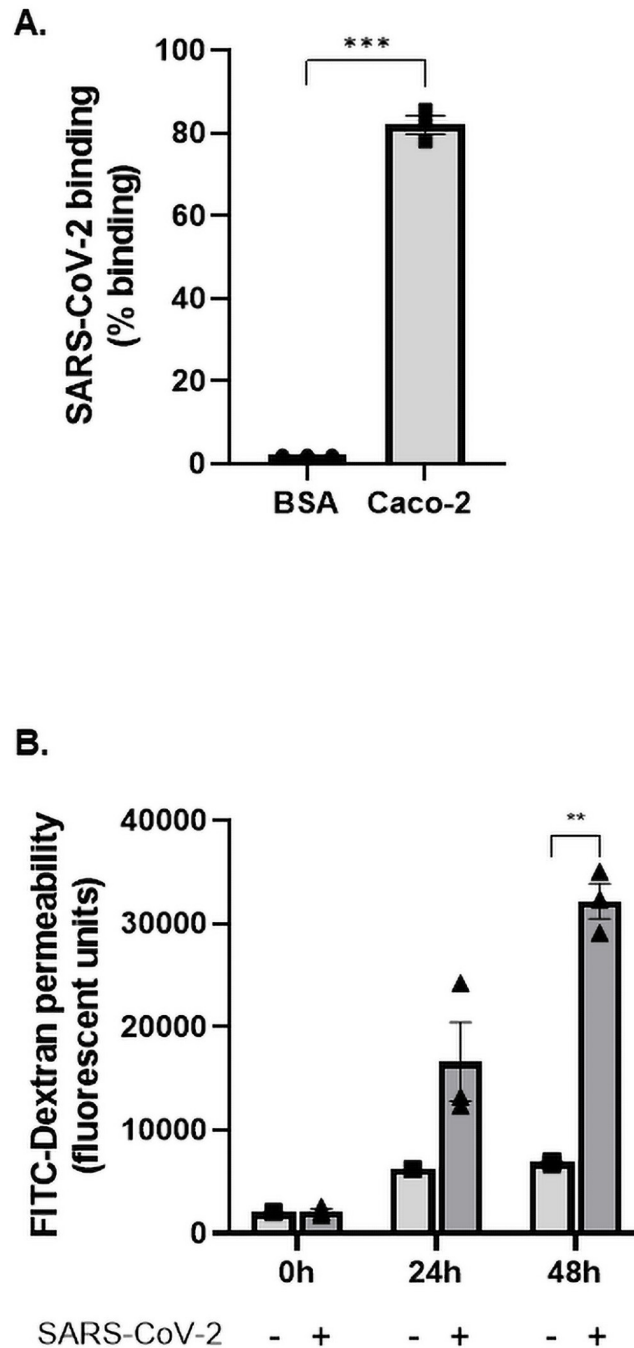 A.
SARS-CoV-2 binding
(% binding)
100
80
60
40
20
0
***
BSA Caco-2
B.
FITC-Dextran permeability
(fluorescent units)
40000
30000
20000
10000
0
**
0h 24h 48h
SARS-CoV-2 - + - + - +